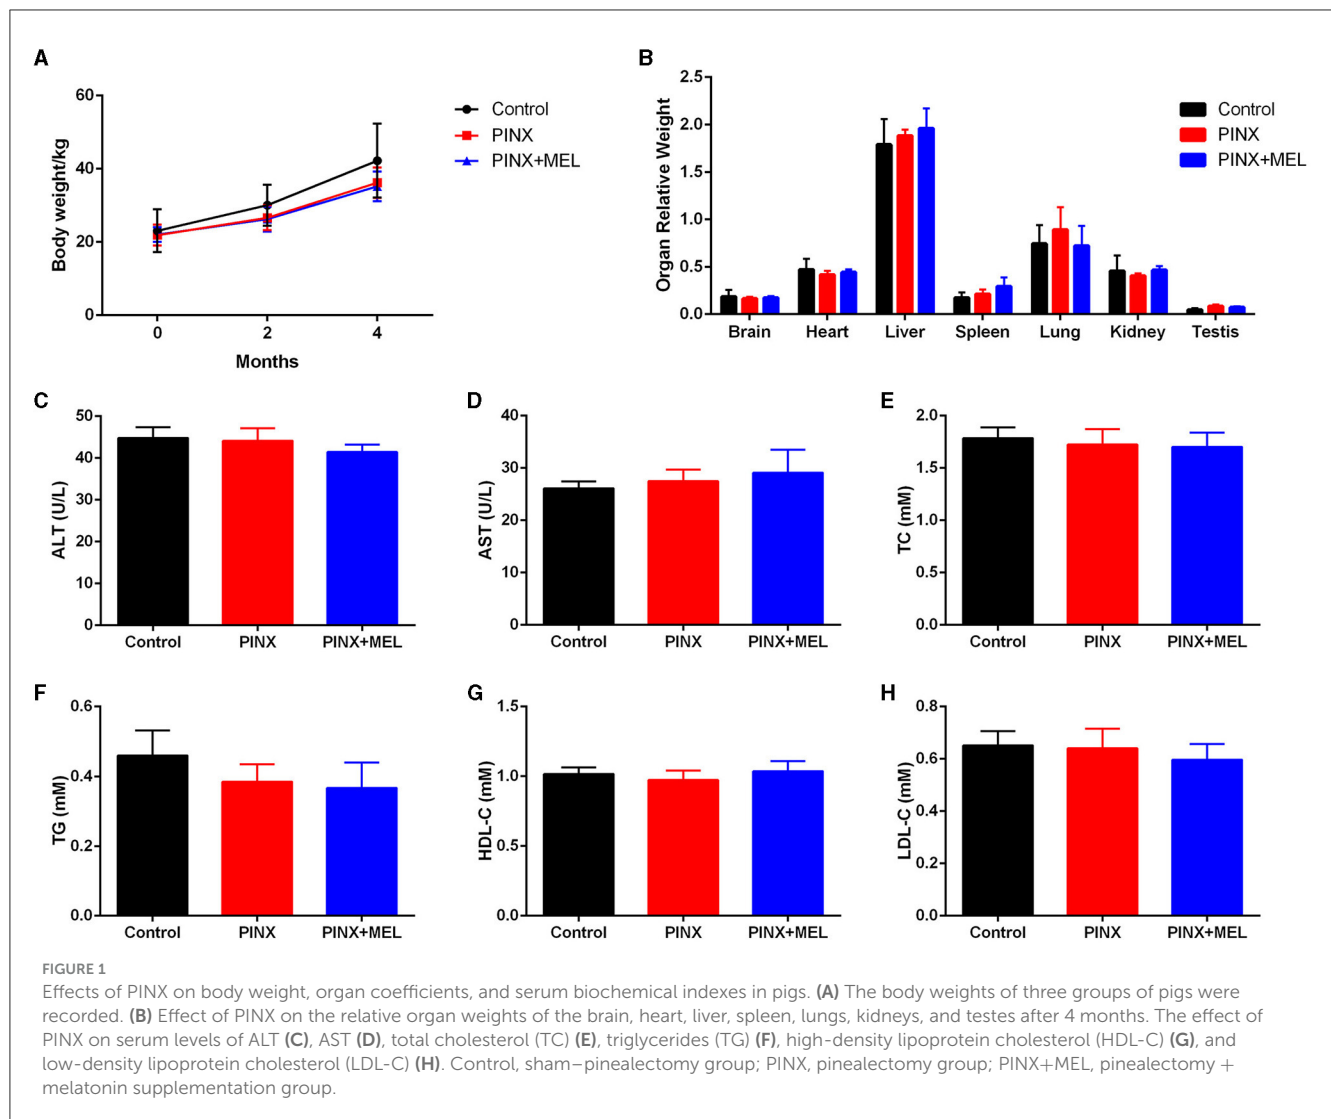 A
Body weight/kg
60
40
20
0
0 2 4
Months
Control
PINX
PINX+MEL
B
Organ Relative Weight
2.5
2.0
1.5
1.0
0.5
0.0
Brain Heart Liver Spleen Lung Kidney Testis
Control
PINX
PINX+MEL
C
ALT (U/L)
50
40
30
20
10
0
Control PINX PINX+MEL
D
AST (U/L)
40
30
20
10
0
Control PINX PINX+MEL
E
TC (mM)
2.0
1.5
1.0
0.5
0.0
Control PINX PINX+MEL
F
TG (mM)
0.6
0.4
0.2
0.0
Control PINX PINX+MEL
G
HDL-C (mM)
1.5
1.0
0.5
0.0
Control PINX PINX+MEL
H
LDL-C (mM)
0.8
0.6
0.4
0.2
0.0
Control PINX PINX+MEL
FIGURE 1
Effects of PINX on body weight, organ coefficients, and serum biochemical indexes in pigs. (A) The body weights of three groups of pigs were
recorded. (B) Effect of PINX on the relative organ weights of the brain, heart, liver, spleen, lungs, kidneys, and testes after 4 months. The effect of
PINX on serum levels of ALT (C), AST (D), total cholesterol (TC) (E), triglycerides (TG) (F), high-density lipoprotein cholesterol (HDL-C) (G), and
low-density lipoprotein cholesterol (LDL-C) (H). Control, sham–pinealectomy group; PINX, pinealectomy group; PINX+MEL, pinealectomy +
melatonin supplementation group.